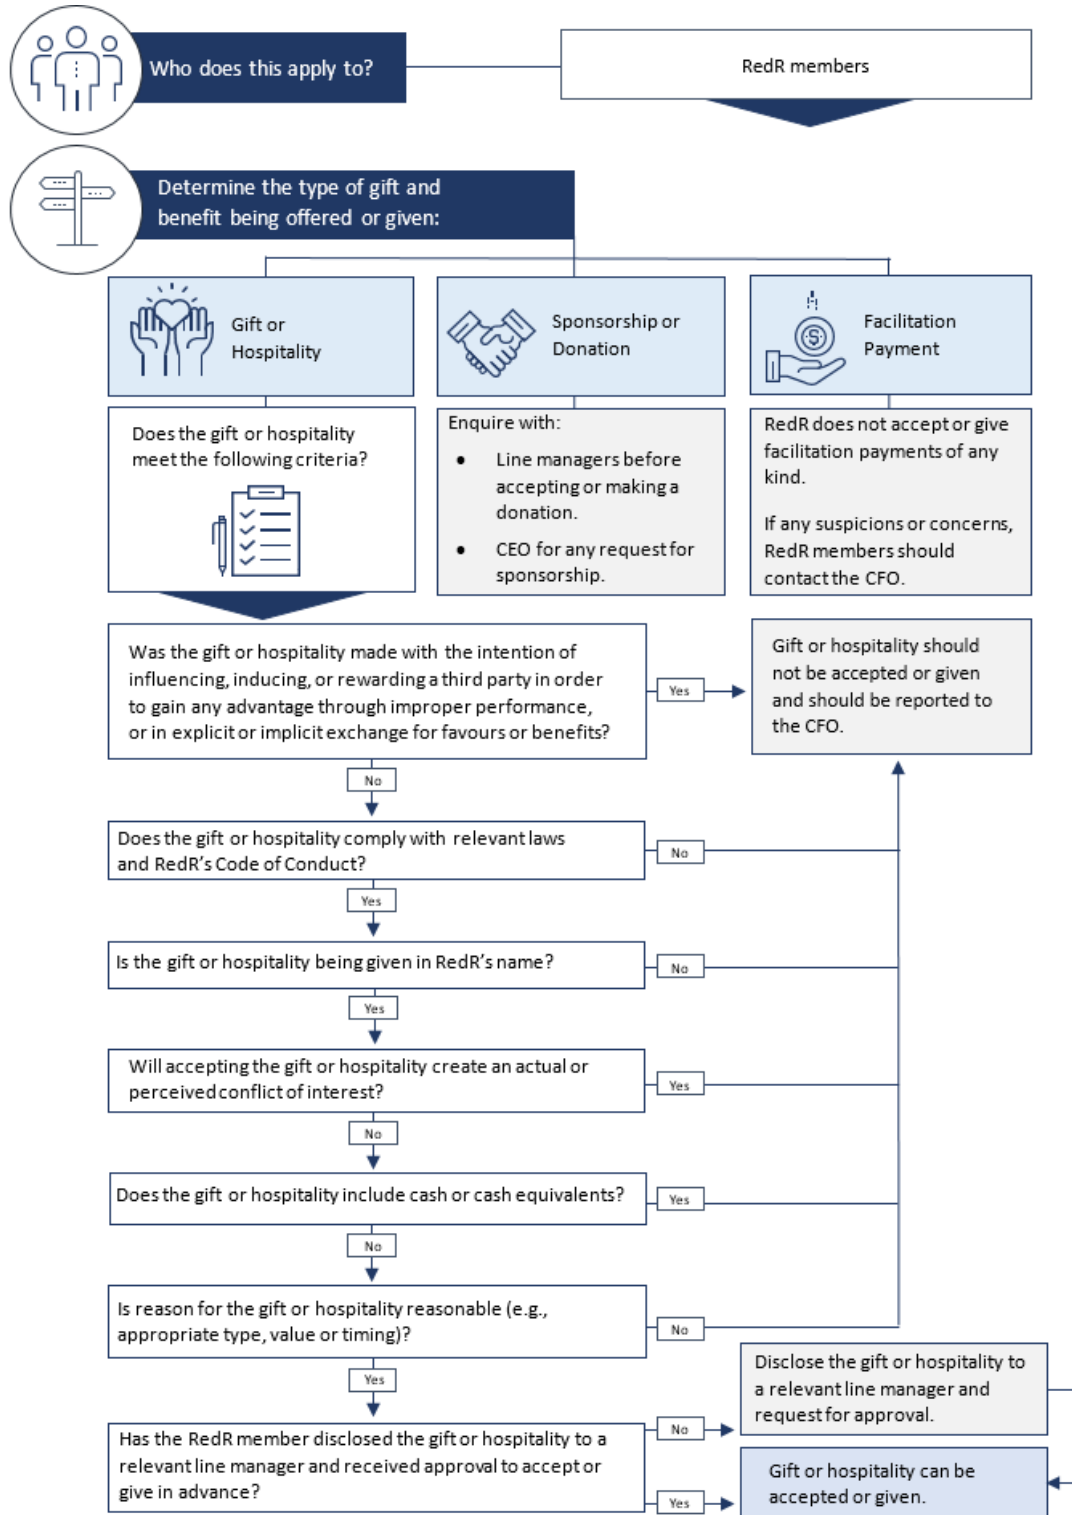 Who does this apply to?
RedR members
Determine the type of gift and
benefit being offered or given:
Gift or
Hospitality
Sponsorship or
Donation
Facilitation
Payment
Does the gift or hospitality
meet the following criteria?
Enquire with:
● Line managers before
accepting or making a
donation.
● CEO for any request for
sponsorship.
RedR does not accept or give
facilitation payments of any
kind.
If any suspicions or concerns,
RedR members should
contact the CFO.
Was the gift or hospitality made with the intention of
influencing, inducing, or rewarding a third party in order
to gain any advantage through improper performance,
or in explicit or implicit exchange for favours or benefits?
Yes
Gift or hospitality should
not be accepted or given
and should be reported to
the CFO.
No
Does the gift or hospitality comply with relevant laws
and RedR’s Code of Conduct?
No
Yes
Is the gift or hospitality being given in RedR’s name?
No
Yes
Will accepting the gift or hospitality create an actual or
perceived conflict of interest?
Yes
No
Does the gift or hospitality include cash or cash equivalents?
Yes
No
Is reason for the gift or hospitality reasonable (e.g.,
appropriate type, value or timing)?
No
Yes
Disclose the gift or hospitality to
a relevant line manager and
request for approval.
Has the RedR member disclosed the gift or hospitality to a
relevant line manager and received approval to accept or
give in advance?
No
Yes
Gift or hospitality can be
accepted or given.